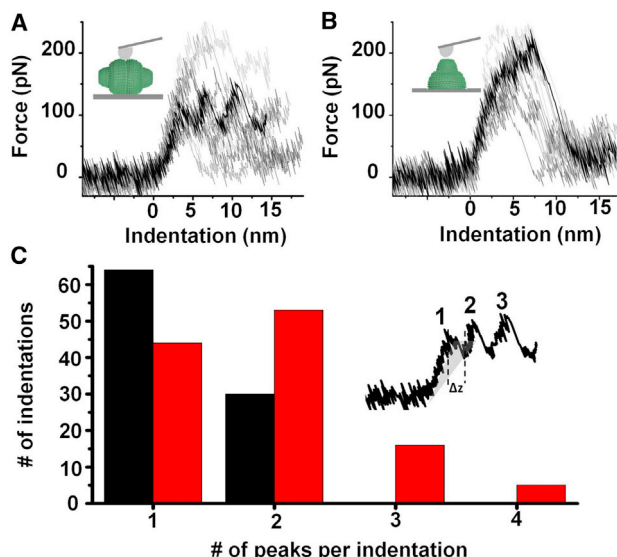 A
B
Force (pN)
200
100
0
0
5
10
15
Indentation (nm)
Force (pN)
200
100
0
0
5
10
15
Indentation (nm)
C
# of indentations
60
50
40
30
20
10
0
1
2
3
Δz
1
2
3
4
# of peaks per indentation